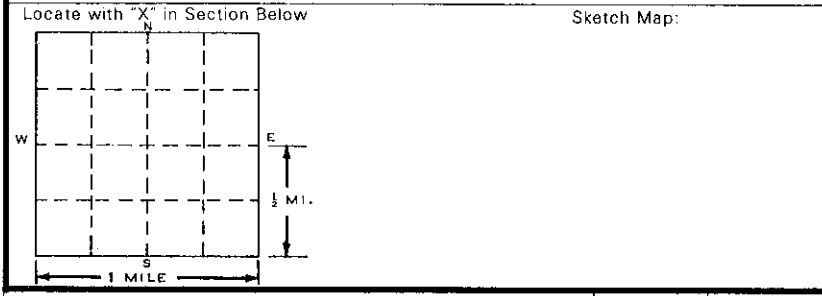 Locate with "X" in Section Below
Sketch Map:
N
W
E
½ MI.
S
1 MILE